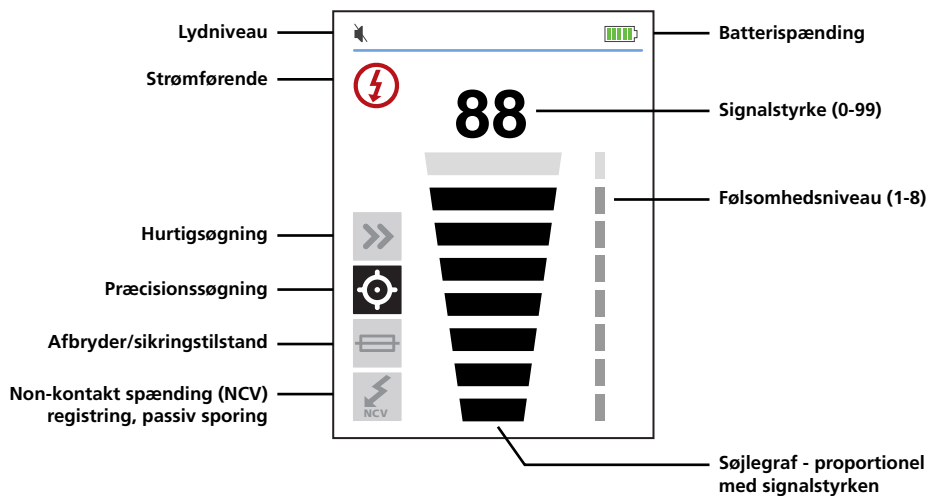 Lydniveau
Batterispænding
Strømførende
88
Signalstyrke (0-99)
Følsomhedsniveau (1-8)
Hurtigsøgning
Præcisionssøgning
Afbryder/sikringstilstand
Non-kontakt spænding (NCV)
registring, passiv sporing
NCV
Søjlegraf - proportionel
med signalstyrken